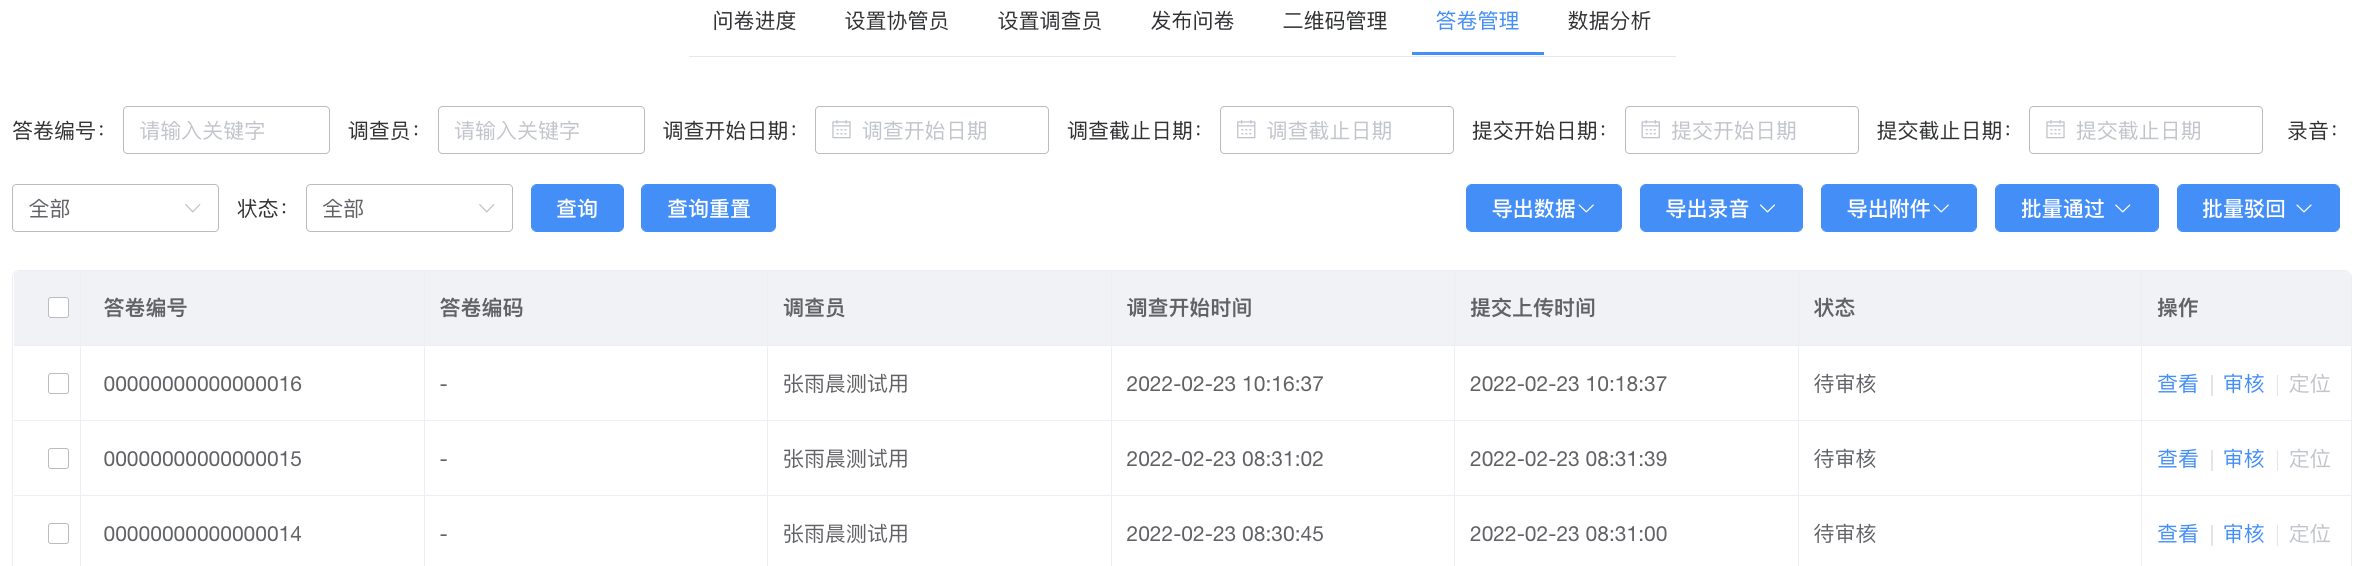 问卷进度 设置协管员 设置调查员 发布问卷 二维码管理 答卷管理 数据分析
答卷编号： 请输入关键字 调查员： 请输入关键字 调查开始日期： 调查开始日期 调查截止日期： 调查截止日期 提交开始日期： 提交开始日期 提交截止日期： 提交截止日期 录音：
全部 状态： 全部 查询 查询重置 导出数据 导出录音 导出附件 批量通过 批量驳回
答卷编号 答卷编码 调查员 调查开始时间 提交上传时间 状态 操作
00000000000000016 - 张雨晨测试用 2022-02-23 10:16:37 2022-02-23 10:18:37 待审核 查看 | 审核 | 定位
00000000000000015 - 张雨晨测试用 2022-02-23 08:31:02 2022-02-23 08:31:39 待审核 查看 | 审核 | 定位
00000000000000014 - 张雨晨测试用 2022-02-23 08:30:45 2022-02-23 08:31:00 待审核 查看 | 审核 | 定位